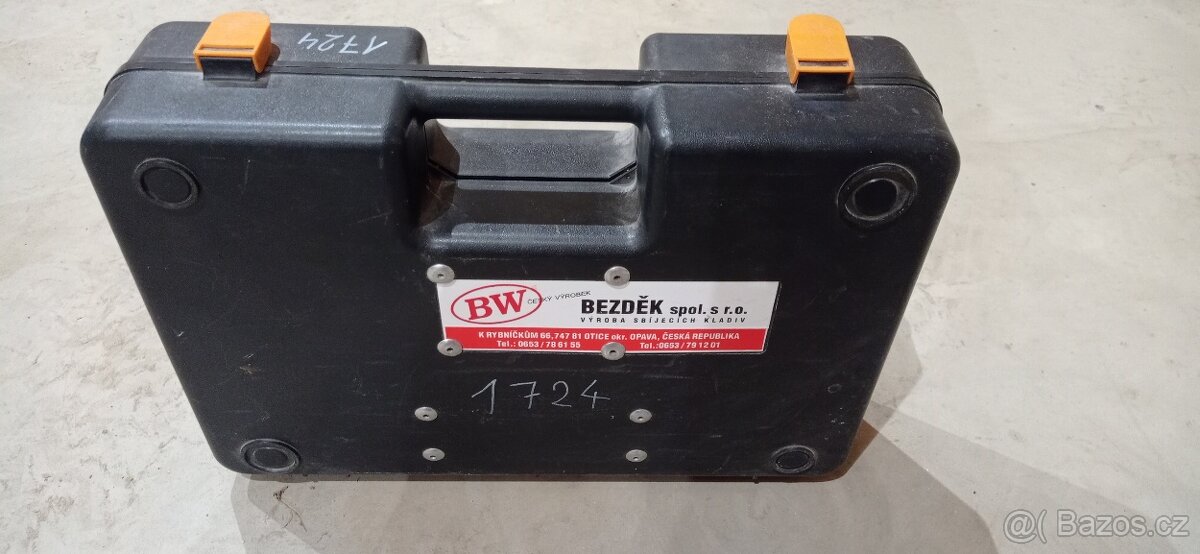 1724
BW
ČESKÝ VÝROBEK
BEZDĚK spol. s r.o.
VÝROBA SBÍJECÍCH KLADIV
K RYBNÍČKŮM 66,747 81 OTICE okr. OPAVA, ČESKÁ REPUBLIKA
Tel.: 0653/78 61 55 Tel.:0653/79 12 01
1724
@( Bazos.cz